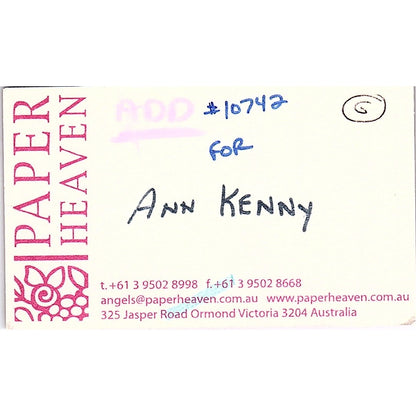 PAPER
HEAVEN
ADD #10742
G
FOR
ANN KENNY
t.+61 3 9502 8998 f.+61 3 9502 8668
angels@paperheaven.com.au www.paperheaven.com.au
325 Jasper Road Ormond Victoria 3204 Australia